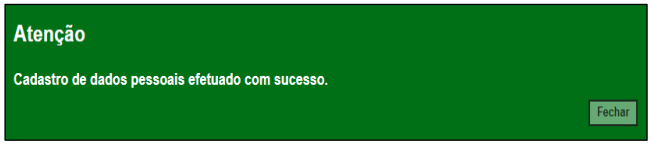 Atenção
Cadastro de dados pessoais efetuado com sucesso.
Fechar